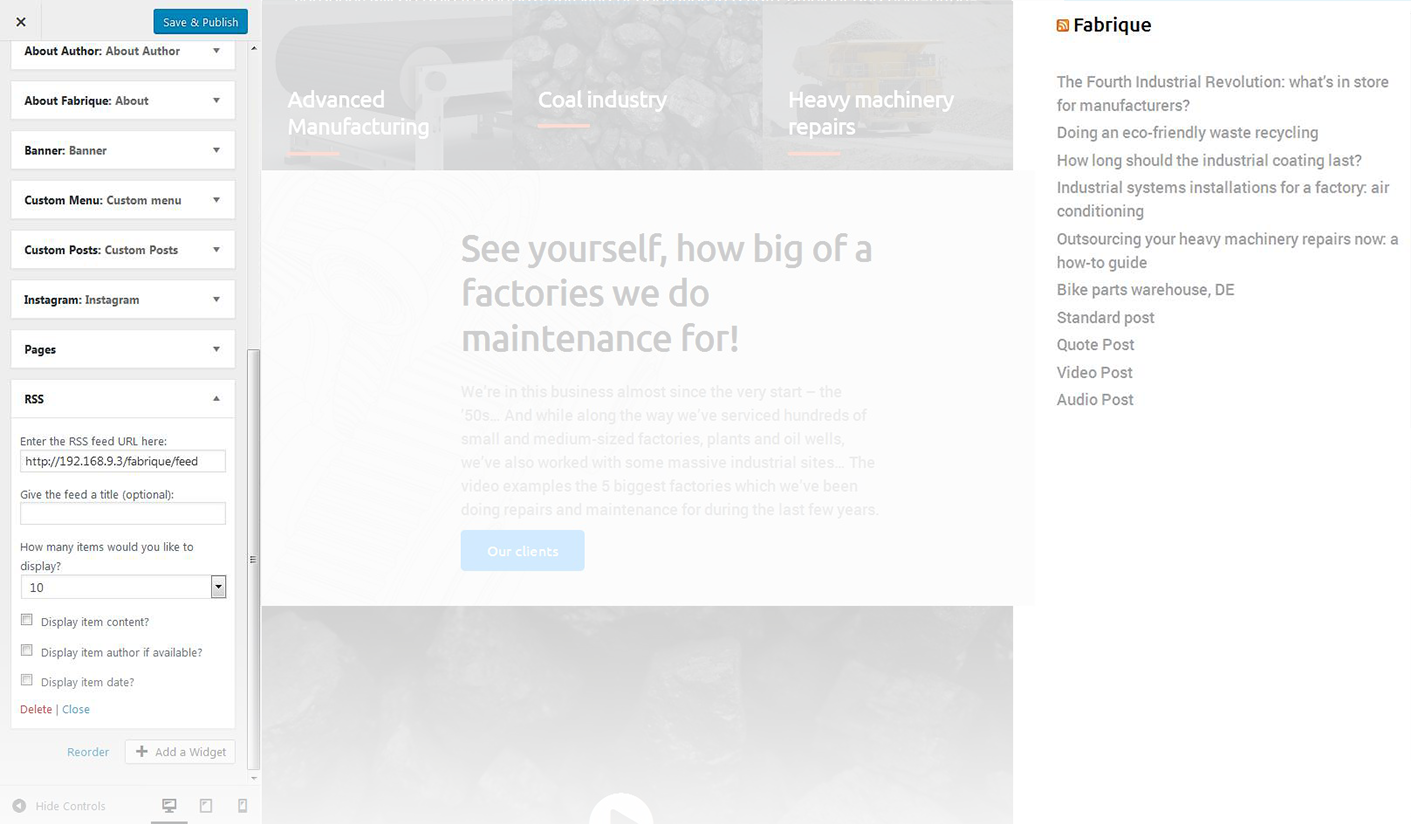 Save & Publish
About Author: About Author
About Fabrique: About
Banner: Banner
Custom Menu: Custom menu
Custom Posts: Custom Posts
Instagram: Instagram
Pages
RSS
Enter the RSS feed URL here:
http://192.168.9.3/fabrique/feed
Give the feed a title (optional):
How many items would you like to
display?
10
Display item content?
Display item author if available?
Display item date?
Delete | Close
Reorder
Add a Widget
Hide Controls
Advanced
Manufacturing
Coal industry
Heavy machinery
repairs
See yourself, how big of a
factories we do
maintenance for!
We're in this business almost since the very start – the
'50s... And while along the way we've serviced hundreds of
small and medium-sized factories, plants and oil wells,
we've also worked with some massive industrial sites... The
video examples the 5 biggest factories which we've been
doing repairs and maintenance for during the last few years.
Our clients
Fabrique
The Fourth Industrial Revolution: what's in store
for manufacturers?
Doing an eco-friendly waste recycling
How long should the industrial coating last?
Industrial systems installations for a factory: air
conditioning
Outsourcing your heavy machinery repairs now: a
how-to guide
Bike parts warehouse, DE
Standard post
Quote Post
Video Post
Audio Post